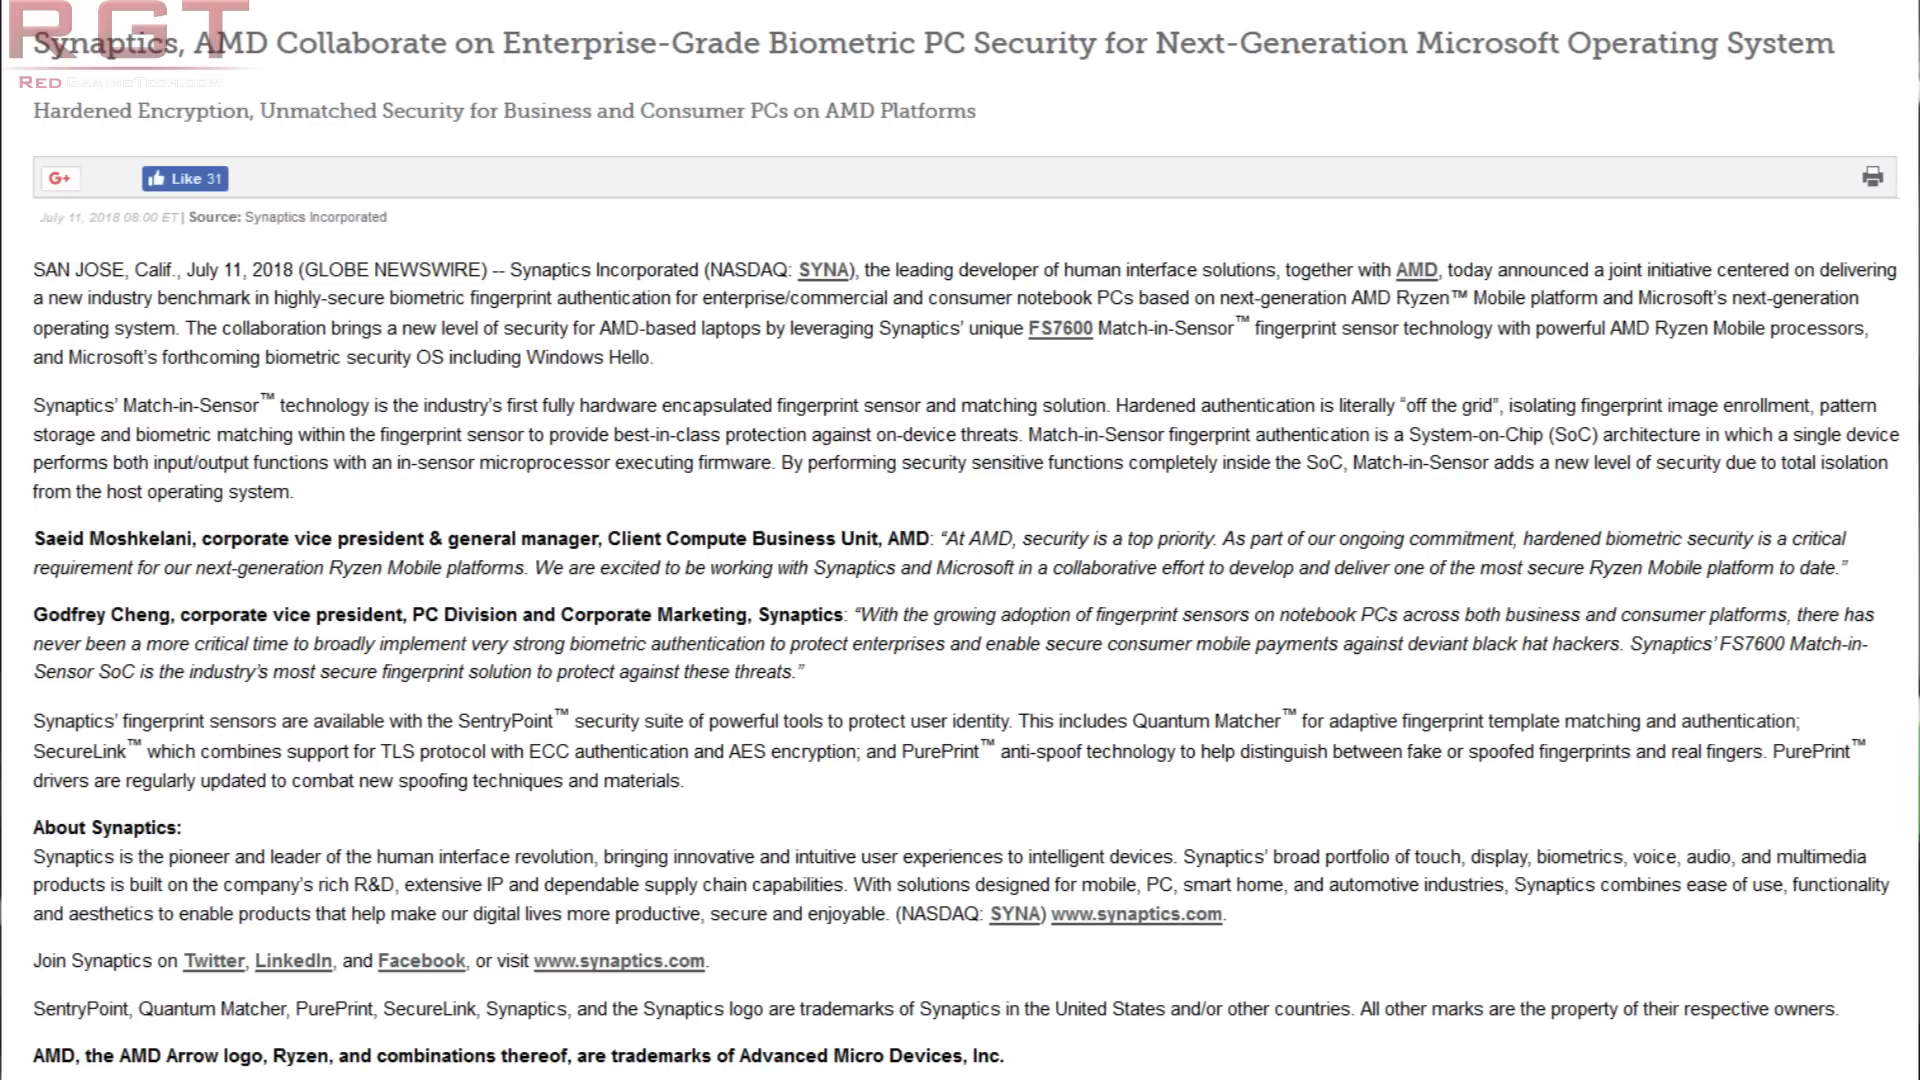 RGT
RED GAMINGTECH.COM
Synaptics, AMD Collaborate on Enterprise-Grade Biometric PC Security for Next-Generation Microsoft Operating System
Hardened Encryption, Unmatched Security for Business and Consumer PCs on AMD Platforms
G+ Like 31
July 11, 2018 08:00 ET | Source: Synaptics Incorporated
SAN JOSE, Calif., July 11, 2018 (GLOBE NEWSWIRE) -- Synaptics Incorporated (NASDAQ: SYNA), the leading developer of human interface solutions, together with AMD, today announced a joint initiative centered on delivering
a new industry benchmark in highly-secure biometric fingerprint authentication for enterprise/commercial and consumer notebook PCs based on next-generation AMD Ryzen™ Mobile platform and Microsoft's next-generation
operating system. The collaboration brings a new level of security for AMD-based laptops by leveraging Synaptics' unique FS7600 Match-in-Sensor™ fingerprint sensor technology with powerful AMD Ryzen Mobile processors,
and Microsoft's forthcoming biometric security OS including Windows Hello.
Synaptics' Match-in-Sensor™ technology is the industry's first fully hardware encapsulated fingerprint sensor and matching solution. Hardened authentication is literally “off the grid”, isolating fingerprint image enrollment, pattern
storage and biometric matching within the fingerprint sensor to provide best-in-class protection against on-device threats. Match-in-Sensor fingerprint authentication is a System-on-Chip (SoC) architecture in which a single device
performs both input/output functions with an in-sensor microprocessor executing firmware. By performing security sensitive functions completely inside the SoC, Match-in-Sensor adds a new level of security due to total isolation
from the host operating system.
Saeid Moshkelani, corporate vice president & general manager, Client Compute Business Unit, AMD: “At AMD, security is a top priority. As part of our ongoing commitment, hardened biometric security is a critical
requirement for our next-generation Ryzen Mobile platforms. We are excited to be working with Synaptics and Microsoft in a collaborative effort to develop and deliver one of the most secure Ryzen Mobile platform to date.”
Godfrey Cheng, corporate vice president, PC Division and Corporate Marketing, Synaptics: “With the growing adoption of fingerprint sensors on notebook PCs across both business and consumer platforms, there has
never been a more critical time to broadly implement very strong biometric authentication to protect enterprises and enable secure consumer mobile payments against deviant black hat hackers. Synaptics' FS7600 Match-in-
Sensor SoC is the industry's most secure fingerprint solution to protect against these threats.”
Synaptics' fingerprint sensors are available with the SentryPoint™ security suite of powerful tools to protect user identity. This includes Quantum Matcher™ for adaptive fingerprint template matching and authentication;
SecureLink™ which combines support for TLS protocol with ECC authentication and AES encryption; and PurePrint™ anti-spoof technology to help distinguish between fake or spoofed fingerprints and real fingers. PurePrint™
drivers are regularly updated to combat new spoofing techniques and materials.
About Synaptics:
Synaptics is the pioneer and leader of the human interface revolution, bringing innovative and intuitive user experiences to intelligent devices. Synaptics' broad portfolio of touch, display, biometrics, voice, audio, and multimedia
products is built on the company's rich R&D, extensive IP and dependable supply chain capabilities. With solutions designed for mobile, PC, smart home, and automotive industries, Synaptics combines ease of use, functionality
and aesthetics to enable products that help make our digital lives more productive, secure and enjoyable. (NASDAQ: SYNA) www.synaptics.com.
Join Synaptics on Twitter, LinkedIn, and Facebook, or visit www.synaptics.com.
SentryPoint, Quantum Matcher, PurePrint, SecureLink, Synaptics, and the Synaptics logo are trademarks of Synaptics in the United States and/or other countries. All other marks are the property of their respective owners.
AMD, the AMD Arrow logo, Ryzen, and combinations thereof, are trademarks of Advanced Micro Devices, Inc.